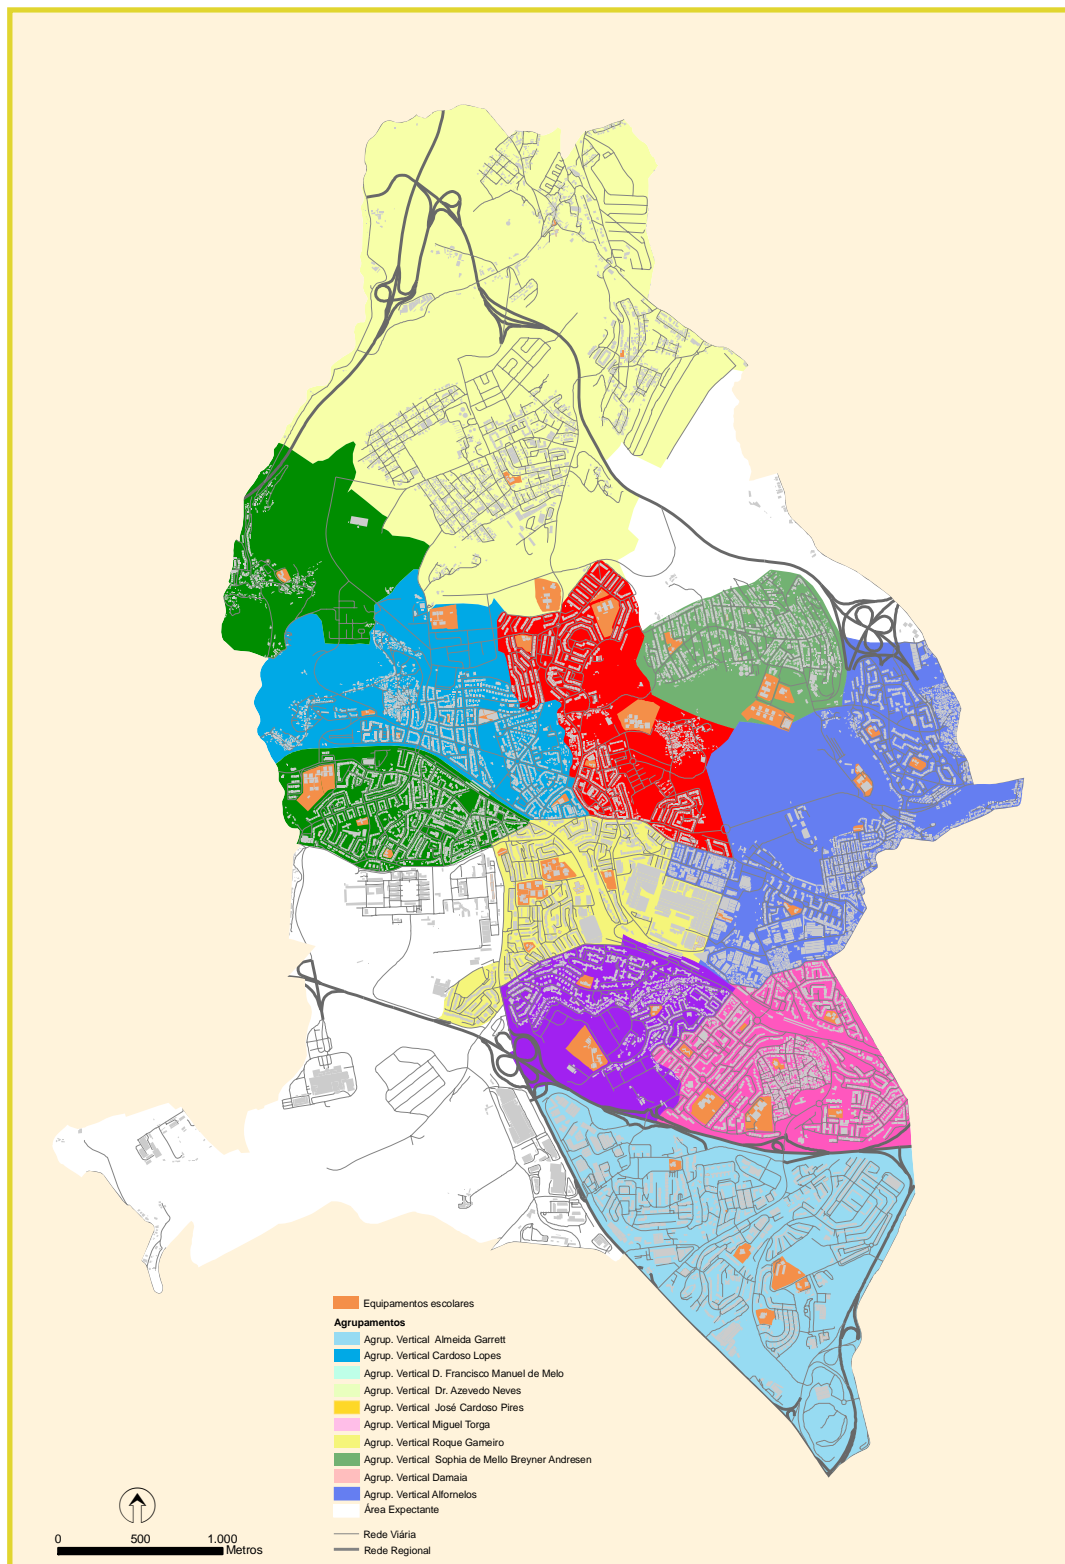 Equipamentos escolares
Agrupamentos
Agrup. Vertical Almeida Garrett
Agrup. Vertical Cardoso Lopes
Agrup. Vertical D. Francisco Manuel de Melo
Agrup. Vertical Dr. Azevedo Neves
Agrup. Vertical José Cardoso Pires
Agrup. Vertical Miguel Torga
Agrup. Vertical Roque Gameiro
Agrup. Vertical Sophia de Mello Breyner Andresen
Agrup. Vertical Damaia
Agrup. Vertical Alfornelos
Área Expectante
Rede Viária
Rede Regional
0 500 1.000
Metros